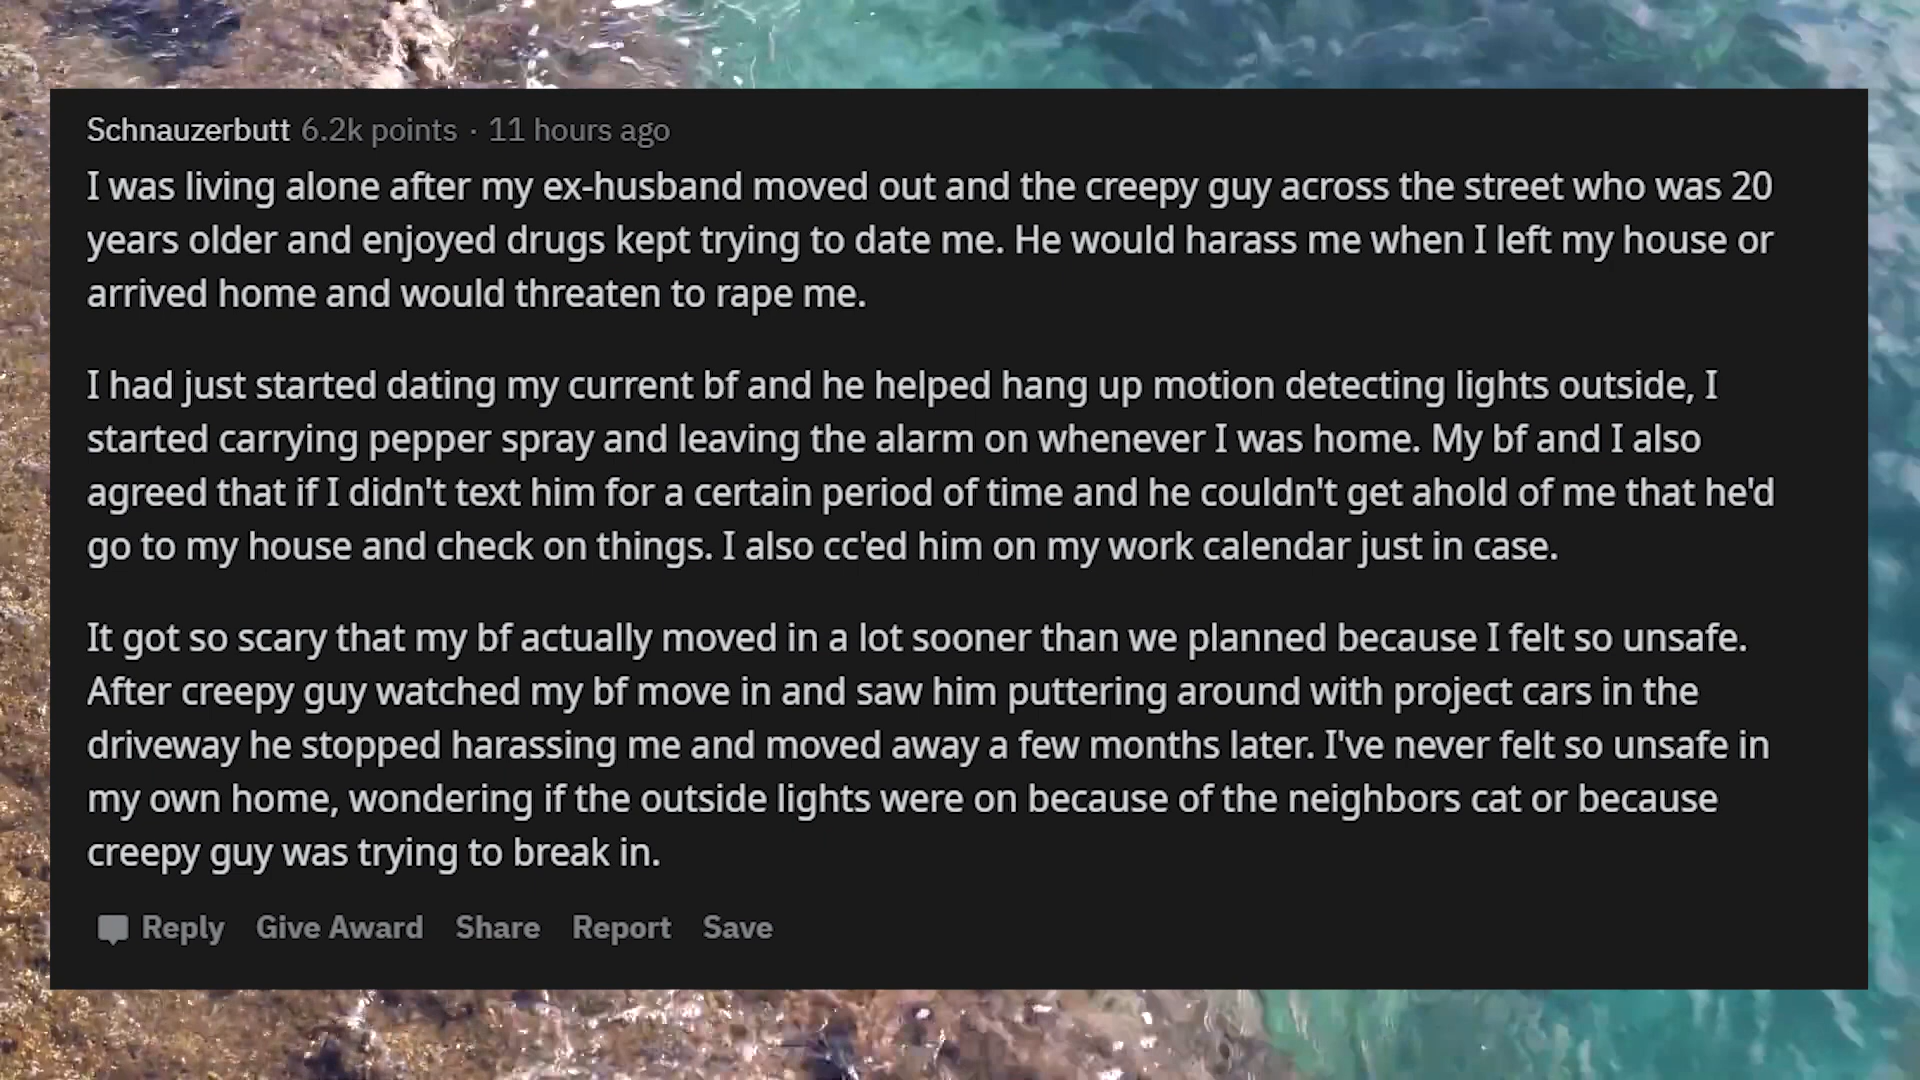 Schnauzerbutt 6.2k points · 11 hours ago
I was living alone after my ex-husband moved out and the creepy guy across the street who was 20
years older and enjoyed drugs kept trying to date me. He would harass me when I left my house or
arrived home and would threaten to rape me.
I had just started dating my current bf and he helped hang up motion detecting lights outside, I
started carrying pepper spray and leaving the alarm on whenever I was home. My bf and I also
agreed that if I didn't text him for a certain period of time and he couldn't get ahold of me that he'd
go to my house and check on things. I also cc'ed him on my work calendar just in case.
It got so scary that my bf actually moved in a lot sooner than we planned because I felt so unsafe.
After creepy guy watched my bf move in and saw him puttering around with project cars in the
driveway he stopped harassing me and moved away a few months later. I've never felt so unsafe in
my own home, wondering if the outside lights were on because of the neighbors cat or because
creepy guy was trying to break in.
Reply Give Award Share Report Save